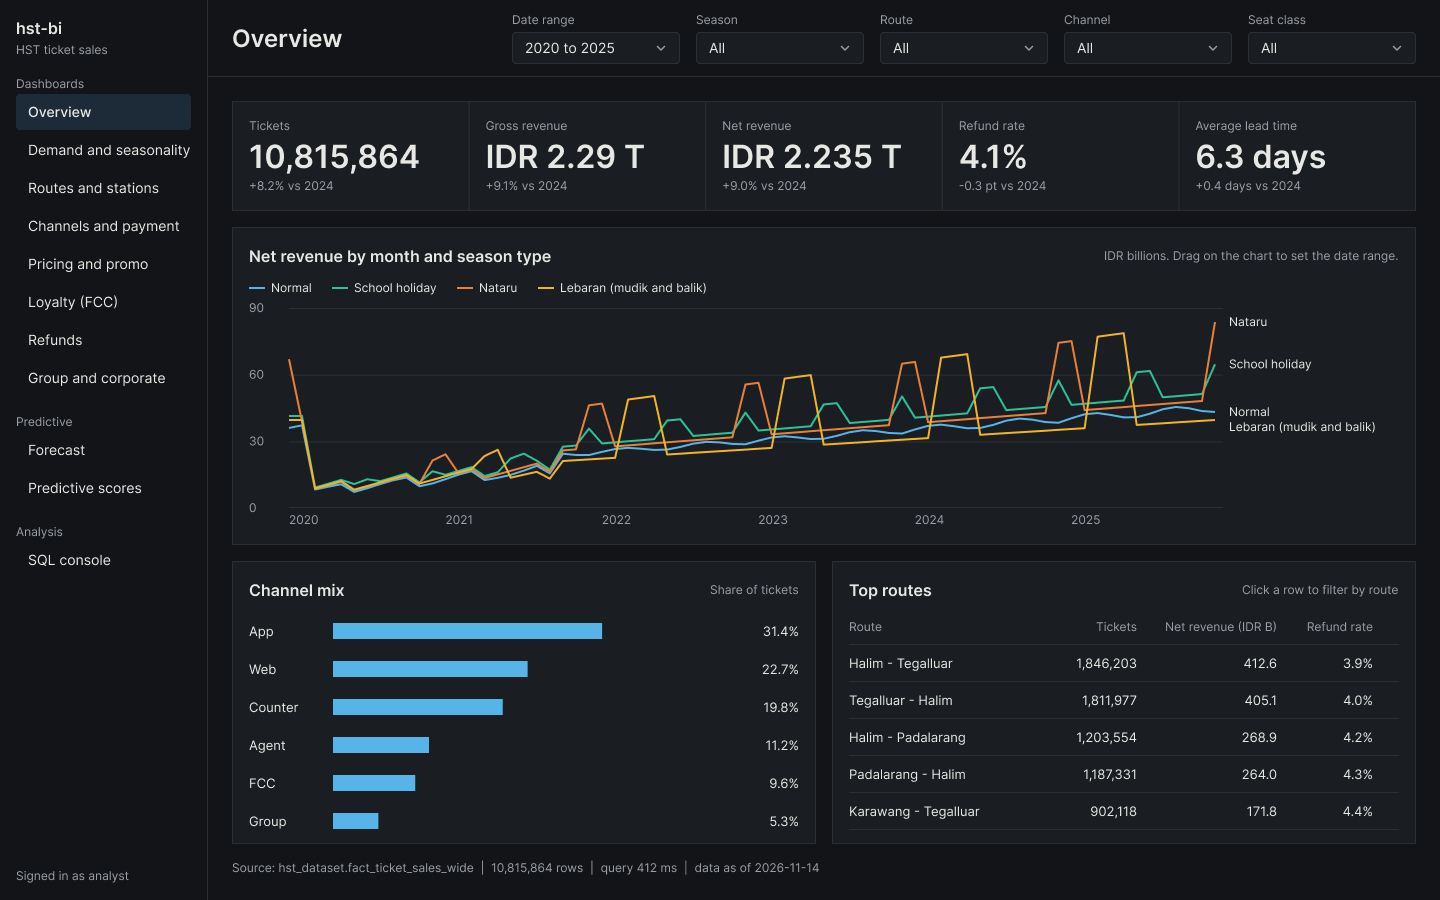 hst-bi
HST ticket sales
Dashboards
Overview
Demand and seasonality
Routes and stations
Channels and payment
Pricing and promo
Loyalty (FCC)
Refunds
Group and corporate
Predictive
Forecast
Predictive scores
Analysis
SQL console
Signed in as analyst
Overview
Date range
2020 to 2025
Season
All
Route
All
Channel
All
Seat class
All
Tickets
10,815,864
+8.2% vs 2024
Gross revenue
IDR 2.29 T
+9.1% vs 2024
Net revenue
IDR 2.235 T
+9.0% vs 2024
Refund rate
4.1%
-0.3 pt vs 2024
Average lead time
6.3 days
+0.4 days vs 2024
Net revenue by month and season type
IDR billions. Drag on the chart to set the date range.
Normal School holiday Nataru Lebaran (mudik and balik)
90
60
30
0
2020 2021 2022 2023 2024 2025
Nataru
School holiday
Normal
Lebaran (mudik and balik)
Channel mix Share of tickets
App 31.4%
Web 22.7%
Counter 19.8%
Agent 11.2%
FCC 9.6%
Group 5.3%
Top routes Click a row to filter by route
Route Tickets Net revenue (IDR B) Refund rate
Halim - Tegalluar 1,846,203 412.6 3.9%
Tegalluar - Halim 1,811,977 405.1 4.0%
Halim - Padalarang 1,203,554 268.9 4.2%
Padalarang - Halim 1,187,331 264.0 4.3%
Karawang - Tegalluar 902,118 171.8 4.4%
Source: hst_dataset.fact_ticket_sales_wide | 10,815,864 rows | query 412 ms | data as of 2026-11-14